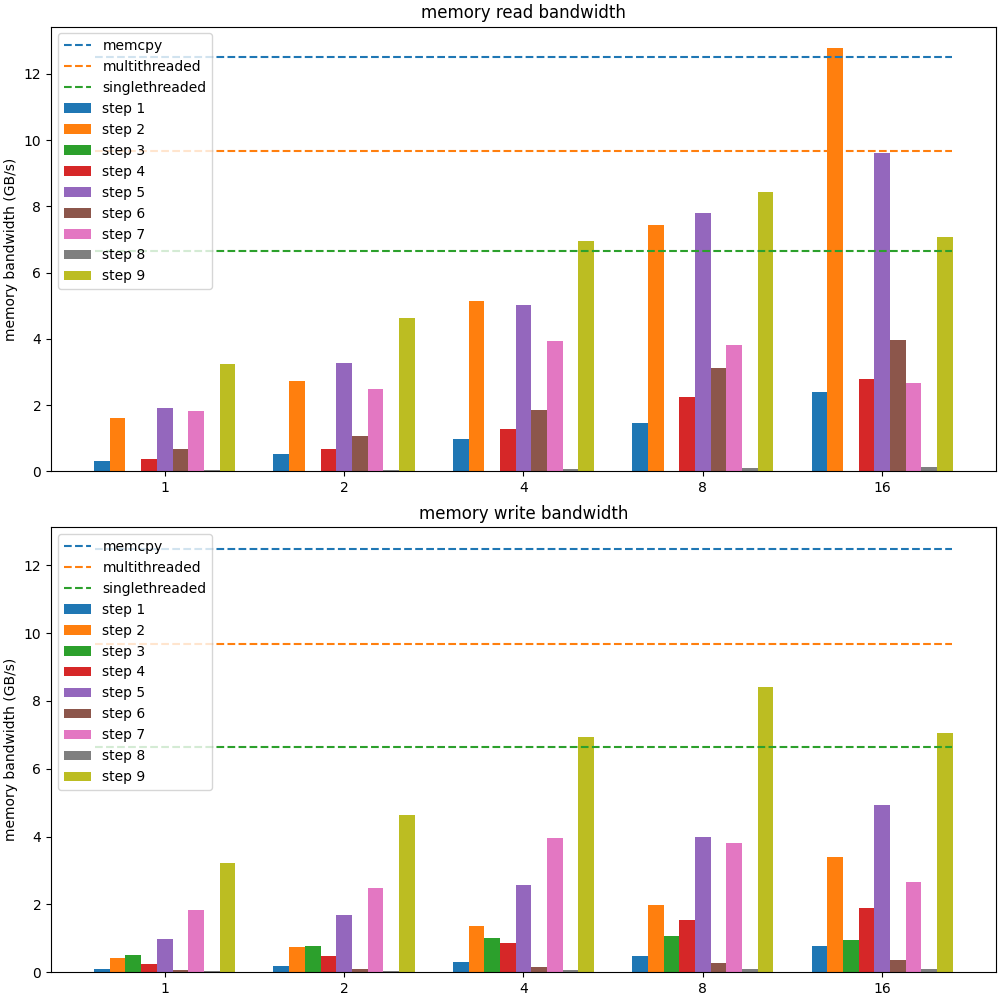 memory read bandwidth
memory bandwidth (GB/s)
12
10
8
6
4
2
0
memcpy
multithreaded
singlethreaded
step 1
step 2
step 3
step 4
step 5
step 6
step 7
step 8
step 9
1 2 4 8 16
memory write bandwidth
memory bandwidth (GB/s)
12
10
8
6
4
2
0
memcpy
multithreaded
singlethreaded
step 1
step 2
step 3
step 4
step 5
step 6
step 7
step 8
step 9
1 2 4 8 16